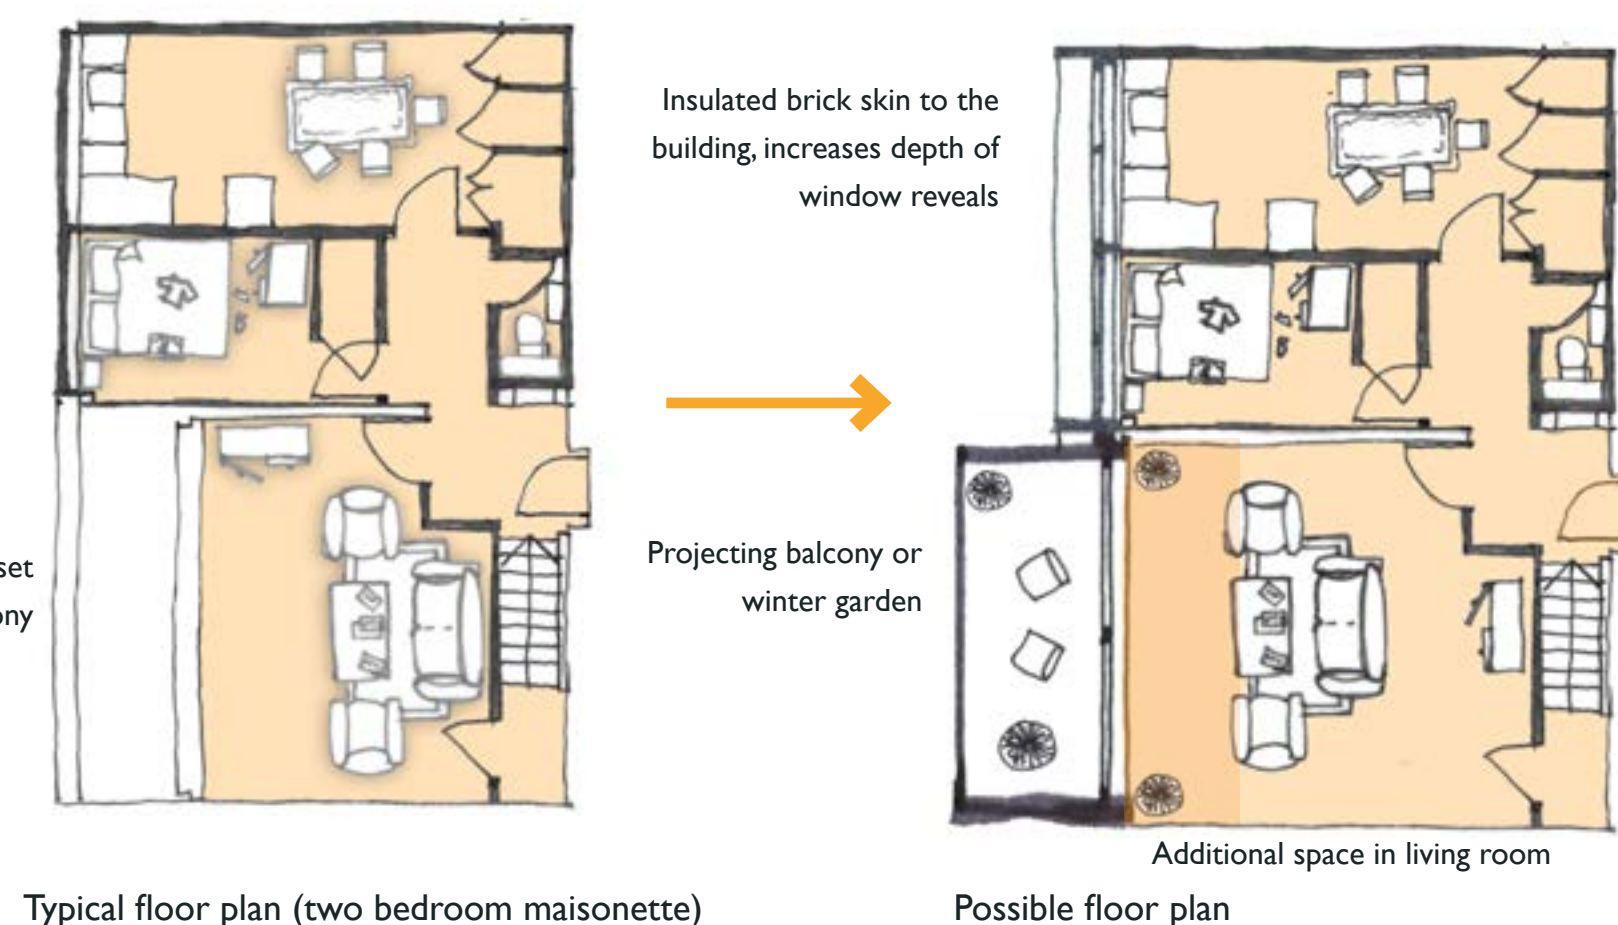 Insulated brick skin to the
building, increases depth of
window reveals
set
ony
Projecting balcony or
winter garden
Additional space in living room
Typical floor plan (two bedroom maisonette)
Possible floor plan